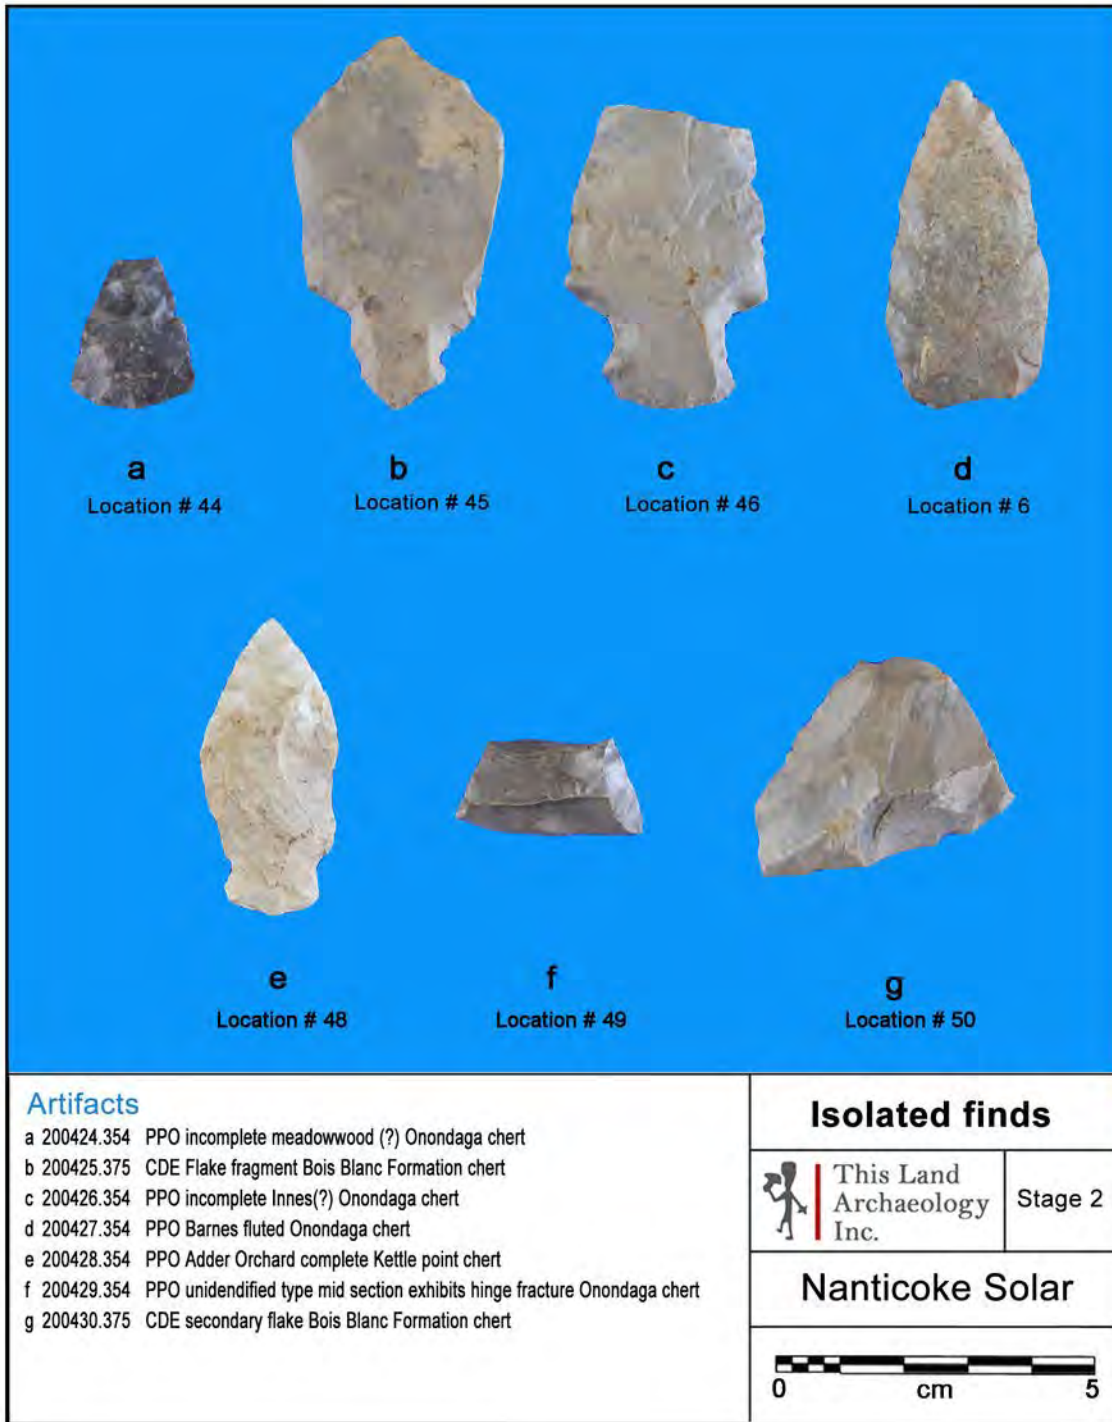 a
Location # 44
b
Location # 45
c
Location # 46
d
Location # 6
e
Location # 48
f
Location # 49
g
Location # 50
Artifacts
a 200424.354 PPO incomplete meadowwood (?) Onondaga chert
b 200425.375 CDE Flake fragment Bois Blanc Formation chert
c 200426.354 PPO incomplete Innes(?) Onondaga chert
d 200427.354 PPO Barnes fluted Onondaga chert
e 200428.354 PPO Adder Orchard complete Kettle point chert
f 200429.354 PPO unidendified type mid section exhibits hinge fracture Onondaga chert
g 200430.375 CDE secondary flake Bois Blanc Formation chert
Isolated finds
This Land
Archaeology
Inc.
Stage 2
Nanticoke Solar
0 cm 5